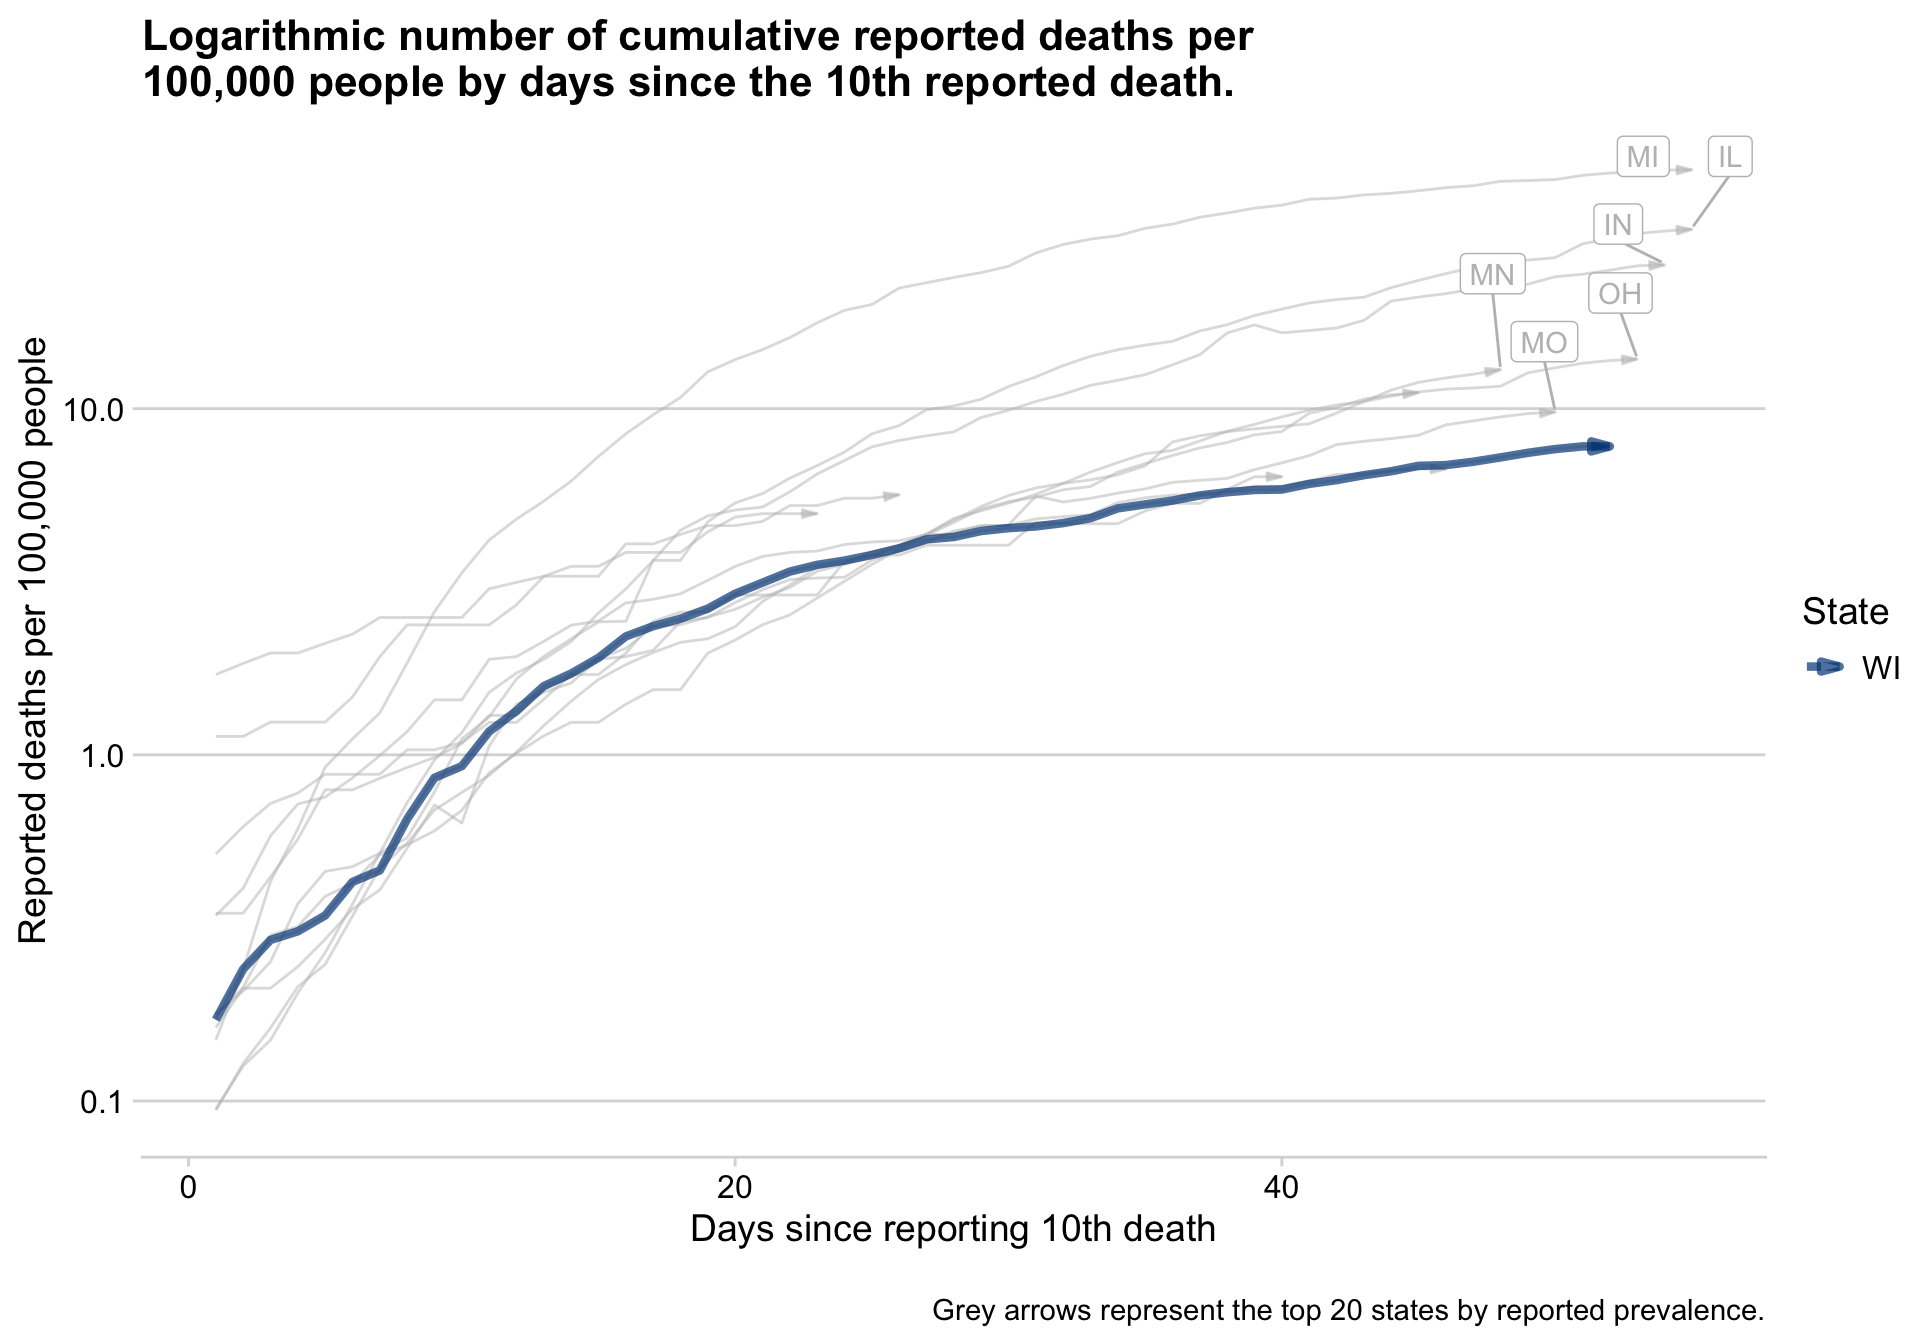 Logarithmic number of cumulative reported deaths per
100,000 people by days since the 10th reported death.
MI
IL
IN
MN
OH
MO
Reported deaths per 100,000 people
10.0
1.0
0.1
State
WI
0
20
40
Days since reporting 10th death
Grey arrows represent the top 20 states by reported prevalence.